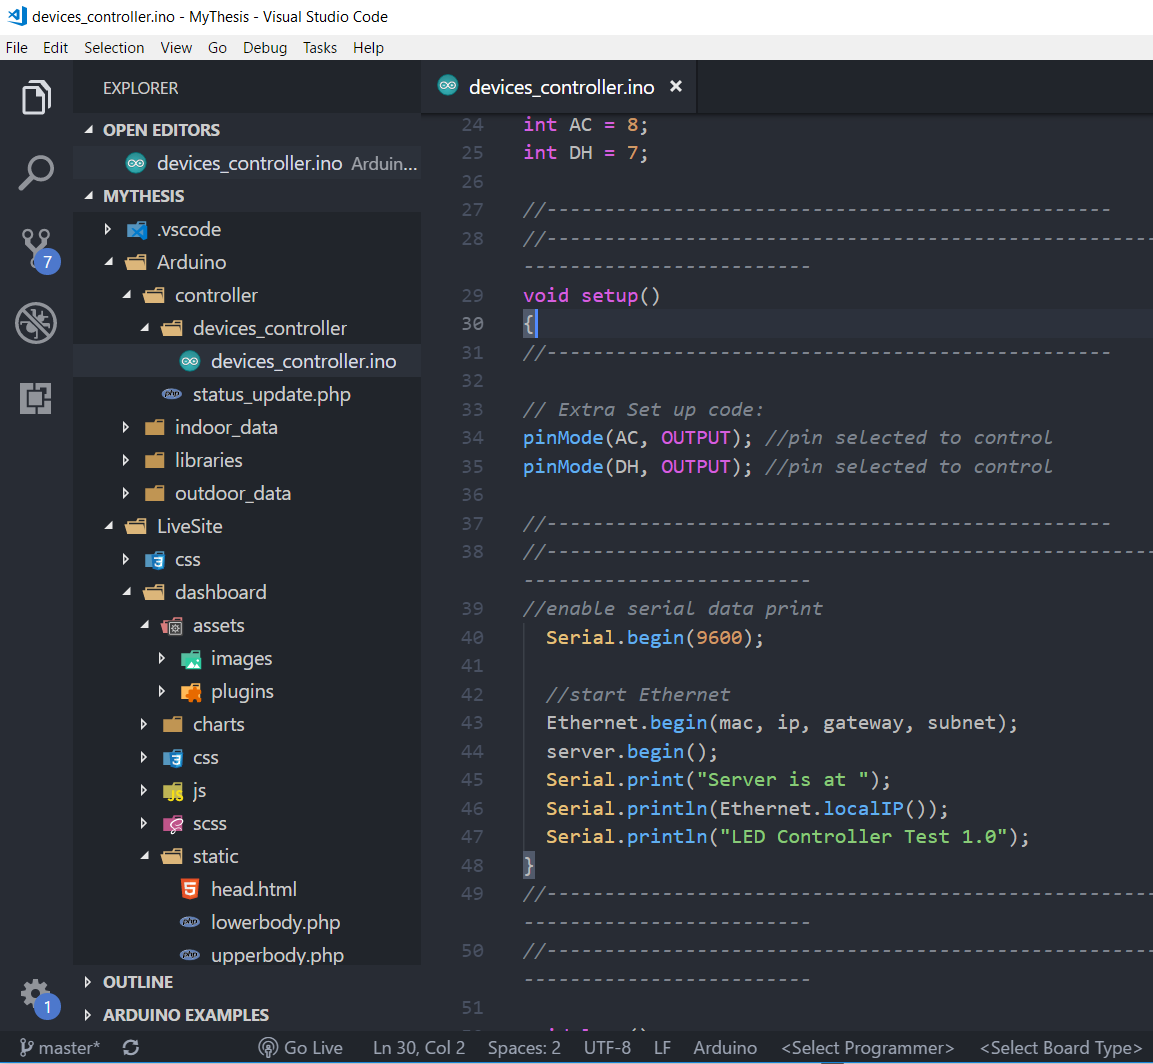 devices_controller.ino - MyThesis - Visual Studio Code
File Edit Selection View Go Debug Tasks Help
EXPLORER
OPEN EDITORS
devices_controller.ino Arduin...
MYTHESIS
.vscode
Arduino
controller
devices_controller
devices_controller.ino
status_update.php
indoor_data
libraries
outdoor_data
LiveSite
css
dashboard
assets
images
plugins
charts
css
js
scss
static
head.html
lowerbody.php
upperbody.php
OUTLINE
ARDUINO EXAMPLES
7
1
devices_controller.ino ×
24 int AC = 8;
25 int DH = 7;
26
27 //-------------------------------------------------
28 //-----------------------------------------------------
-------------------------
29 void setup()
30 {
31 //-------------------------------------------------
32
33 // Extra Set up code:
34 pinMode(AC, OUTPUT); //pin selected to control
35 pinMode(DH, OUTPUT); //pin selected to control
36
37 //-------------------------------------------------
38 //-----------------------------------------------------
-------------------------
39 //enable serial data print
40 Serial.begin(9600);
41
42 //start Ethernet
43 Ethernet.begin(mac, ip, gateway, subnet);
44 server.begin();
45 Serial.print("Server is at ");
46 Serial.println(Ethernet.localIP());
47 Serial.println("LED Controller Test 1.0");
48 }
49 //-----------------------------------------------------
-------------------------
50 //-----------------------------------------------------
-------------------------
51
master* Go Live Ln 30, Col 2 Spaces: 2 UTF-8 LF Arduino <Select Programmer> <Select Board Type>